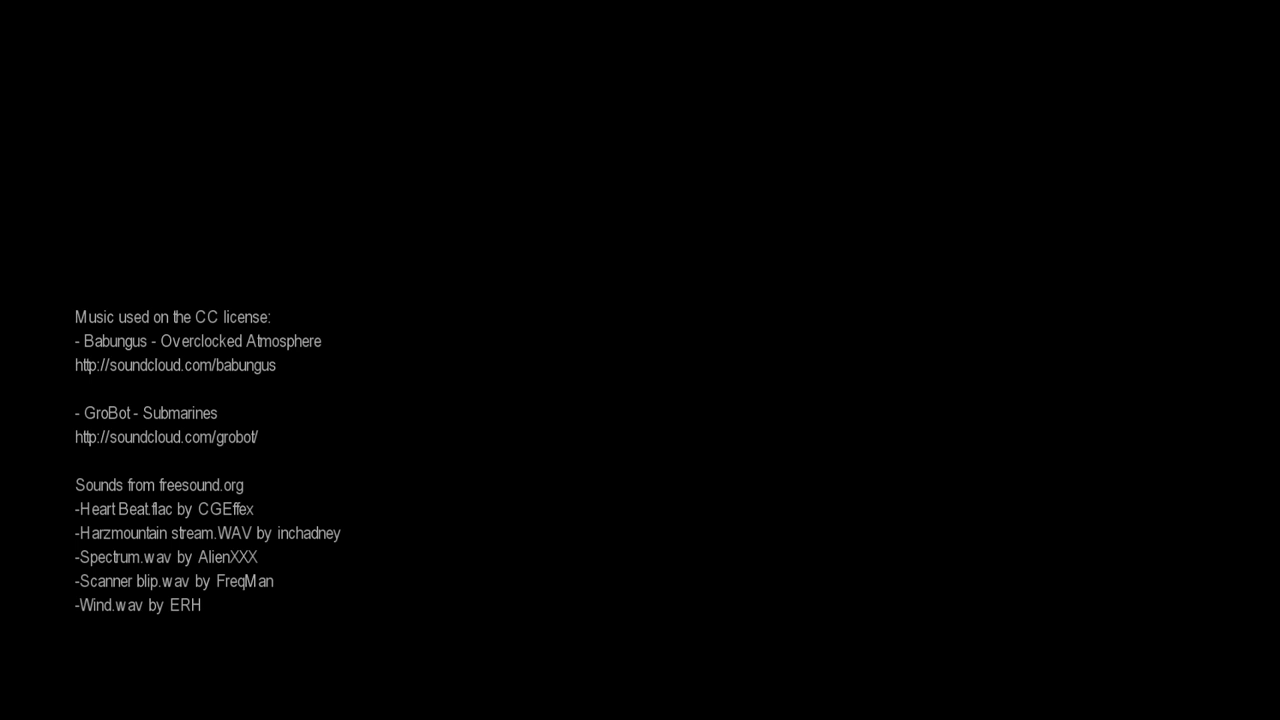 Music used on the CC license:
- Babungus - Overclocked Atmosphere
http://soundcloud.com/babungus
- GroBot - Submarines
http://soundcloud.com/grobot/
Sounds from freesound.org
-Heart Beat.flac by CGEffex
-Harzmountain stream.WAV by inchadney
-Spectrum.wav by AlienXXX
-Scanner blip.wav by FreqMan
-Wind.wav by ERH